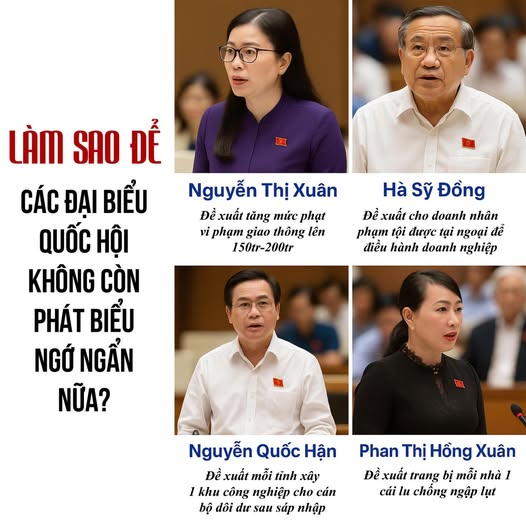 LÀM SAO ĐỂ
CÁC ĐẠI BIỂU
QUỐC HỘI
KHÔNG CÒN
PHÁT BIỂU
NGỚ NGẨN
NỮA?
Nguyễn Thị Xuân
Đề xuất tăng mức phạt
vi phạm giao thông lên
150tr-200tr
Hà Sỹ Đồng
Đề xuất cho doanh nhân
phạm tội được tại ngoại để
điều hành doanh nghiệp
Nguyễn Quốc Hận
Đề xuất mỗi tỉnh xây
1 khu công nghiệp cho cán
bộ dôi dư sau sáp nhập
Phan Thị Hồng Xuân
Đề xuất trang bị mỗi nhà 1
cái lu chống ngập lụt